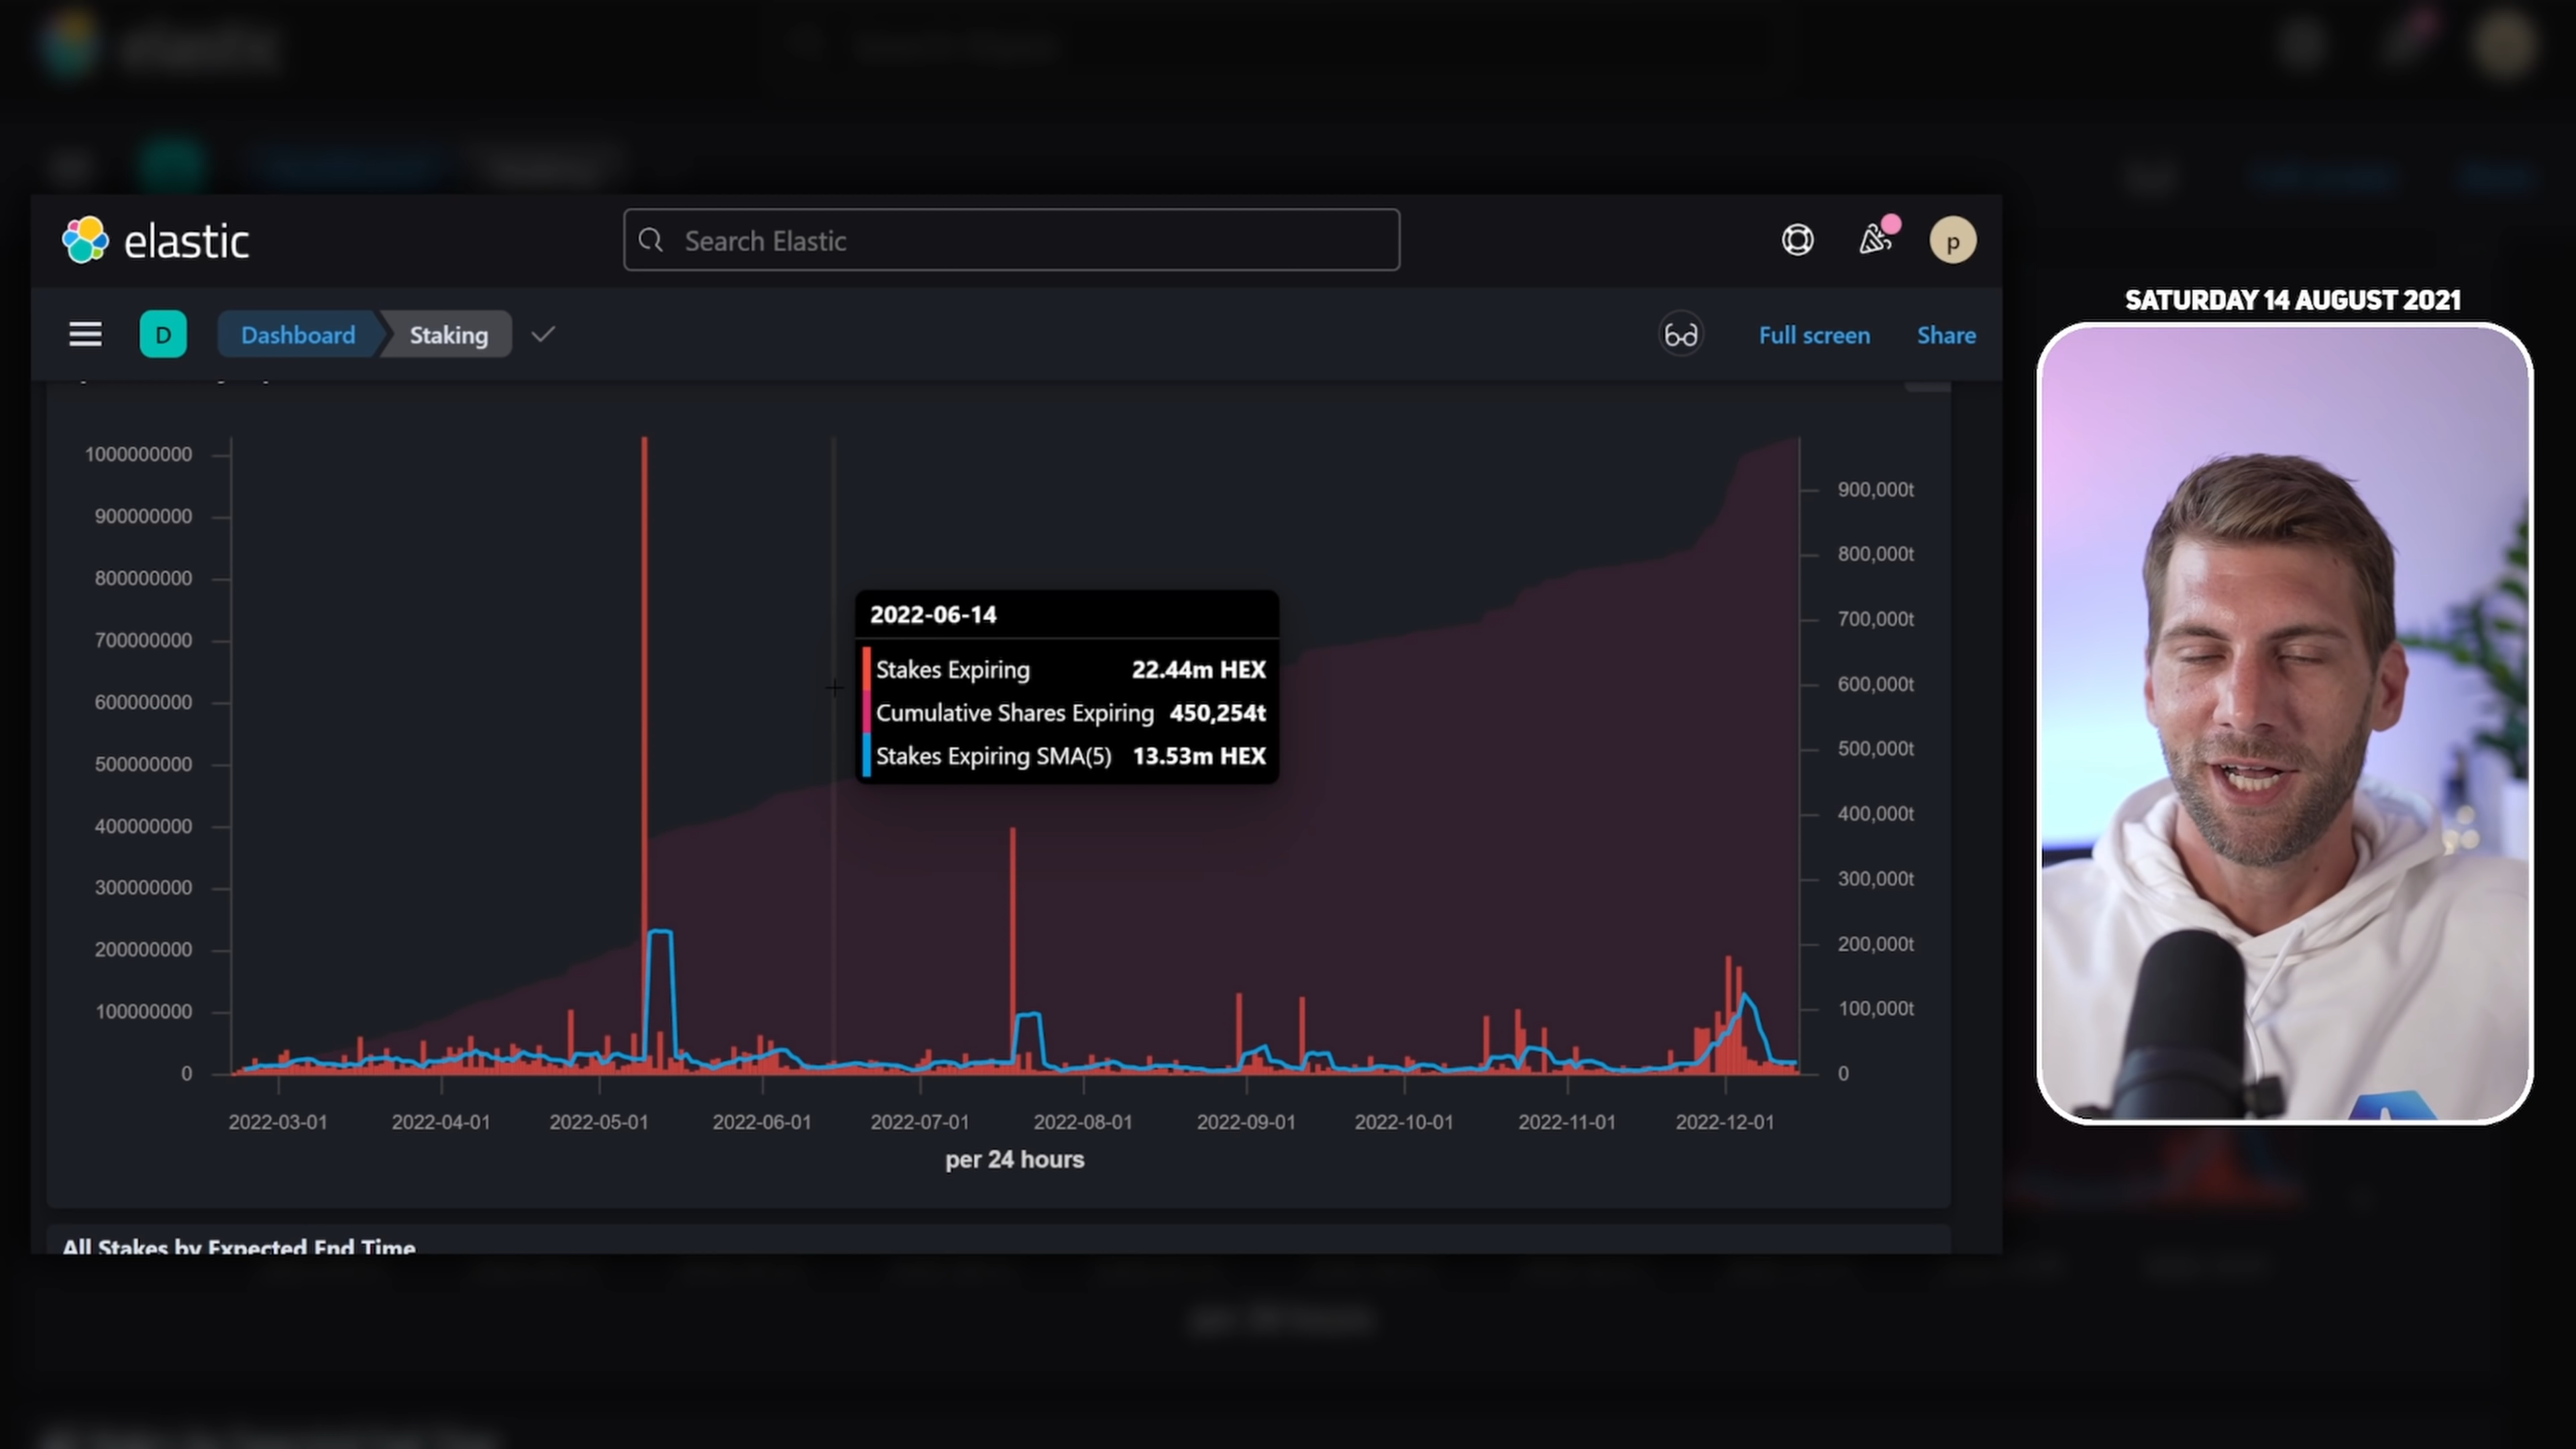 elastic
Search Elastic
p
SATURDAY 14 AUGUST 2021
D
Dashboard
Staking
Full screen
Share
1000000000
900000000
800000000
700000000
600000000
500000000
400000000
300000000
200000000
100000000
0
2022-06-14
Stakes Expiring 22.44m HEX
Cumulative Shares Expiring 450,254t
Stakes Expiring SMA(5) 13.53m HEX
900,000t
800,000t
700,000t
600,000t
500,000t
400,000t
300,000t
200,000t
100,000t
0
2022-03-01
2022-04-01
2022-05-01
2022-06-01
2022-07-01
2022-08-01
2022-09-01
2022-10-01
2022-11-01
2022-12-01
per 24 hours
All Stakes by Expected End Time